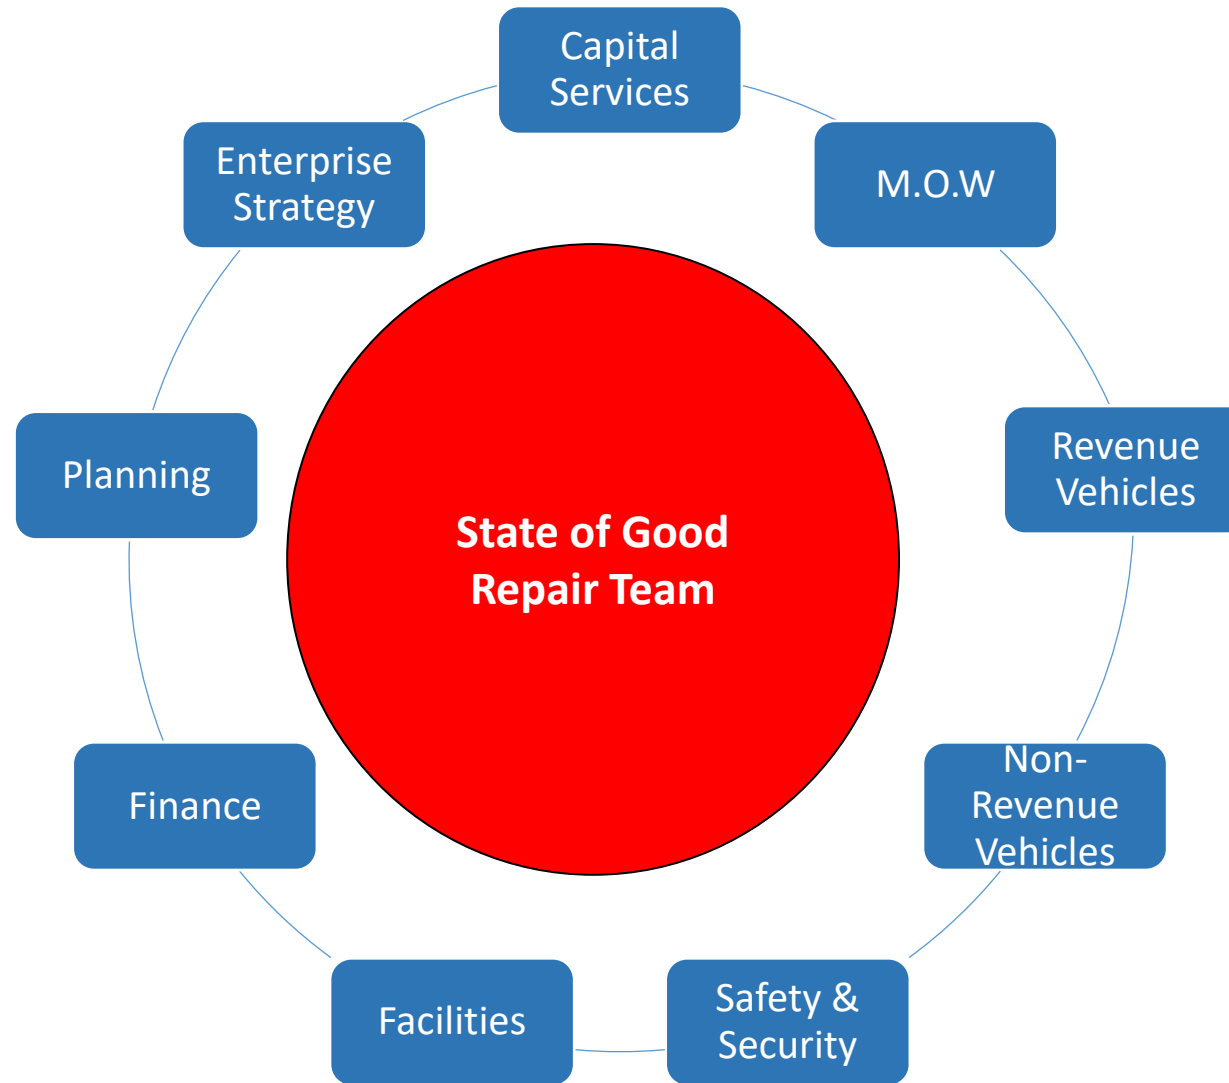 Capital
Services
M.O.W
Revenue
Vehicles
Non-
Revenue
Vehicles
Safety &
Security
Facilities
Finance
Planning
Enterprise
Strategy
State of Good
Repair Team